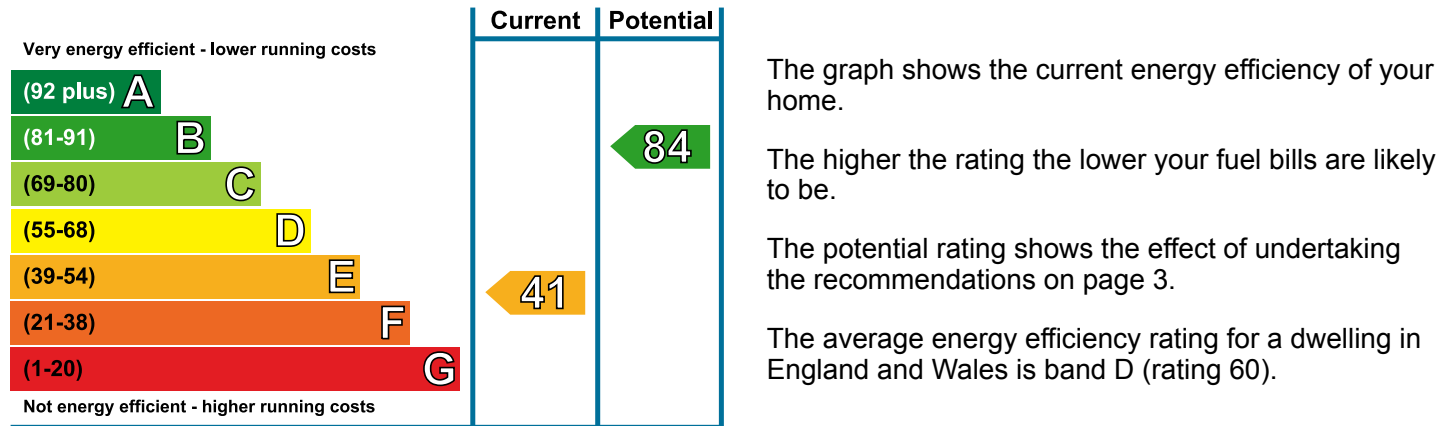 Current Potential
Very energy efficient - lower running costs
(92 plus) A
(81-91) B
84
(69-80) C
(55-68) D
(39-54) E
41
(21-38) F
(1-20) G
Not energy efficient - higher running costs
The graph shows the current energy efficiency of your
home.
The higher the rating the lower your fuel bills are likely
to be.
The potential rating shows the effect of undertaking
the recommendations on page 3.
The average energy efficiency rating for a dwelling in
England and Wales is band D (rating 60).